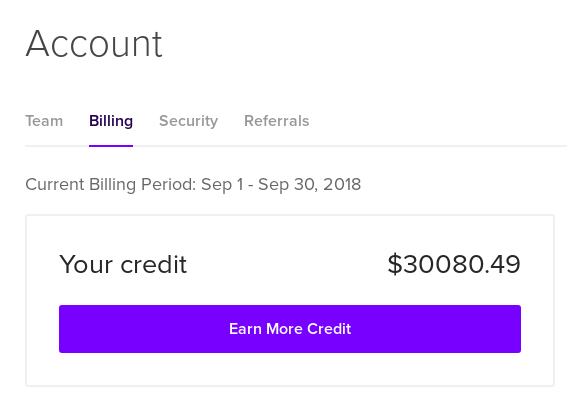 Account
Team Billing Security Referrals
Current Billing Period: Sep 1 - Sep 30, 2018
Your credit $30080.49
Earn More Credit